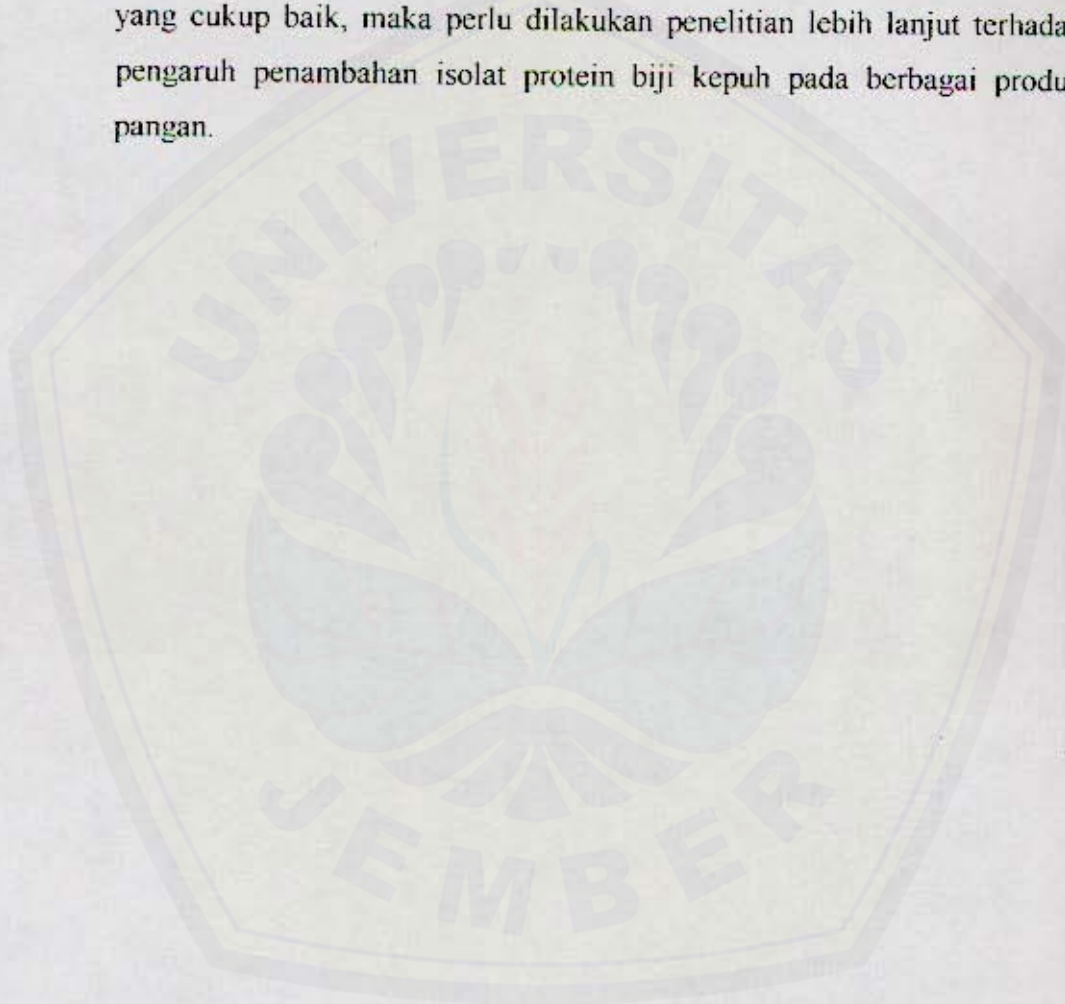 yang cukup baik, maka perlu dilakukan penelitian lebih lanjut terhada
pengaruh penambahan isolat protein biji kepuh pada berbagai produ
pangan.
UNIVERSITAS
JEMBER